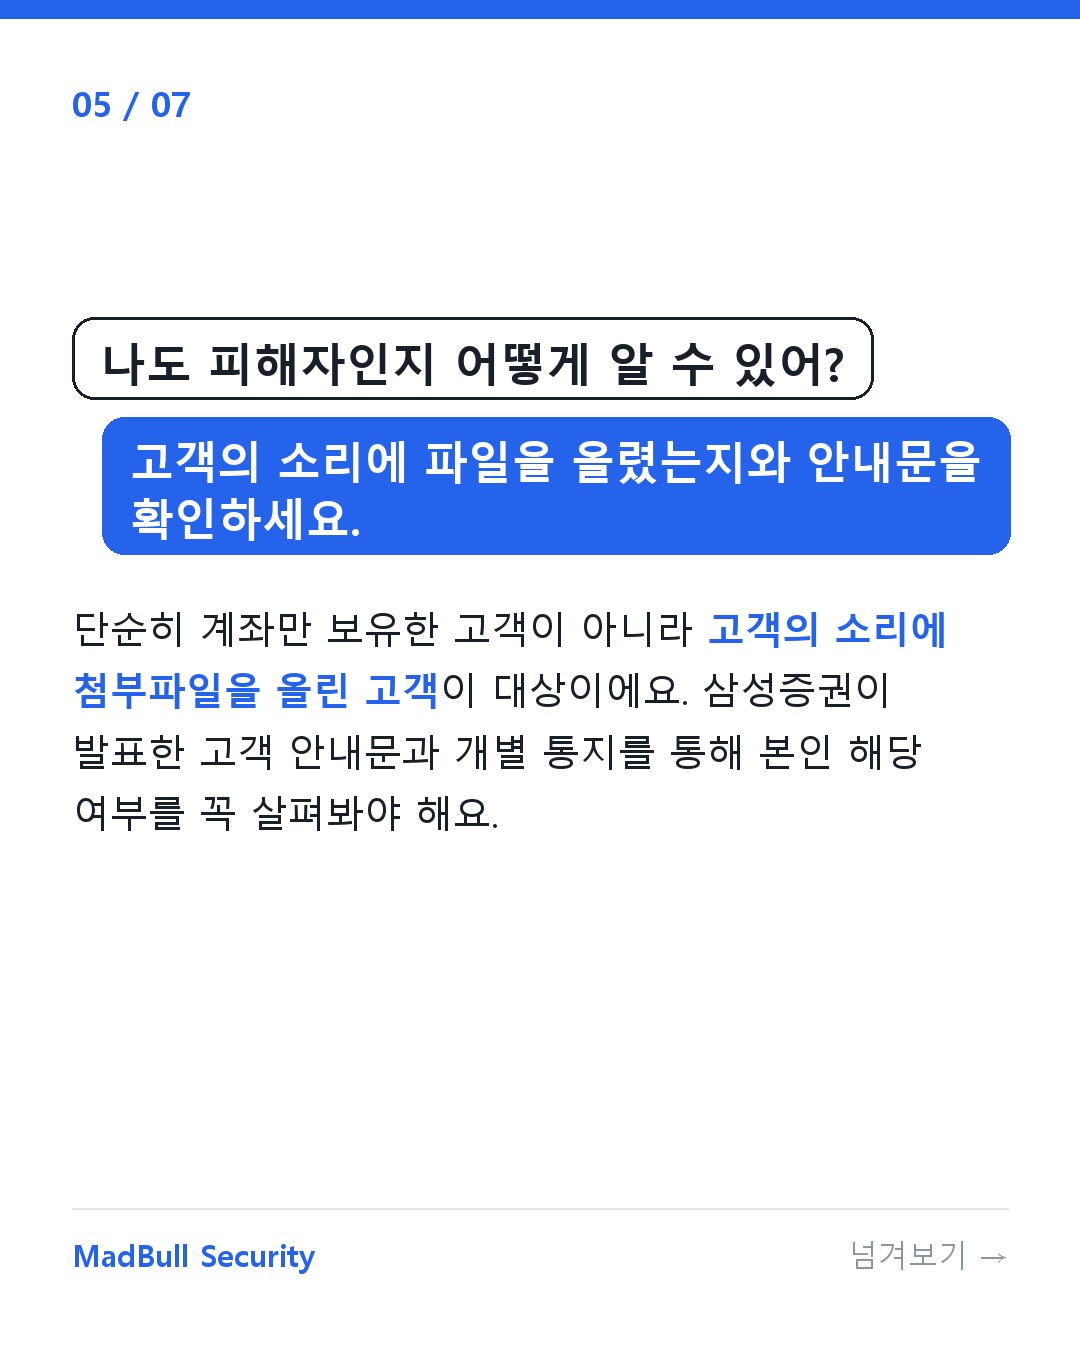 05 / 07
나도 피해자인지 어떻게 알 수 있어?
고객의 소리에 파일을 올렸는지와 안내문을
확인하세요.
단순히 계좌만 보유한 고객이 아니라 고객의 소리에
첨부파일을 올린 고객이 대상이에요. 삼성증권이
발표한 고객 안내문과 개별 통지를 통해 본인 해당
여부를 꼭 살펴봐야 해요.
MadBull Security
넘겨보기 →